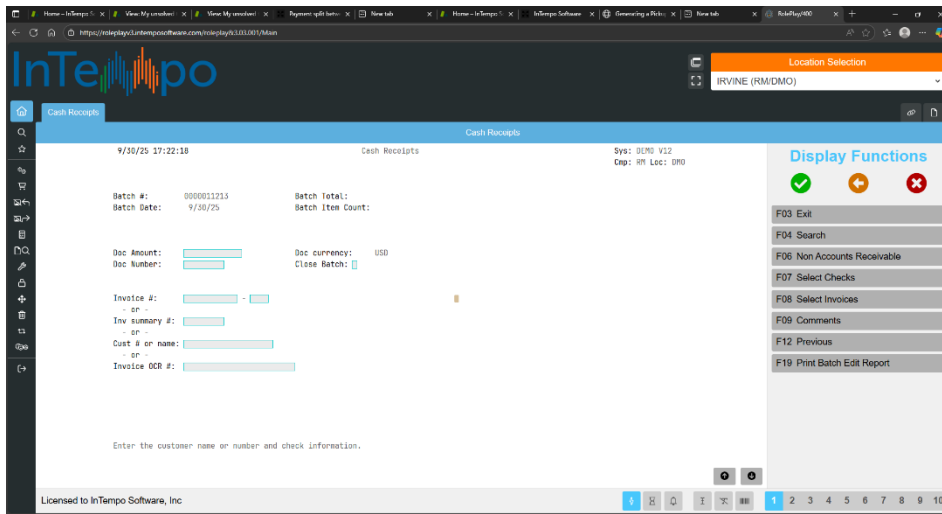 Home – InTempo S
View: My unsolved
View: My unsolved
Payment split betw
New tab
Home – InTempo S
InTempo Software
Generating a Picking
New tab
RolePlay/400
https://roleplayv3.intemposoftware.com/roleplay/v3.03.001/Main
InTempo
Location Selection
IRVINE (RM/DMO)
Cash Receipts
Cash Receipts
9/30/25 17:22:18 Cash Receipts Sys: DEMO V12
Cmp: RM Loc: DMO
Batch #: 0000011213 Batch Total:
Batch Date: 9/30/25 Batch Item Count:
Doc Amount: Doc currency: USD
Doc Number: Close Batch:
Invoice #: -
- or -
Inv summary #:
- or -
Cust # or name:
- or -
Invoice OCR #:
Enter the customer name or number and check information.
Display Functions
F03 Exit
F04 Search
F06 Non Accounts Receivable
F07 Select Checks
F08 Select Invoices
F09 Comments
F12 Previous
F19 Print Batch Edit Report
Licensed to InTempo Software, Inc
1 2 3 4 5 6 7 8 9 10